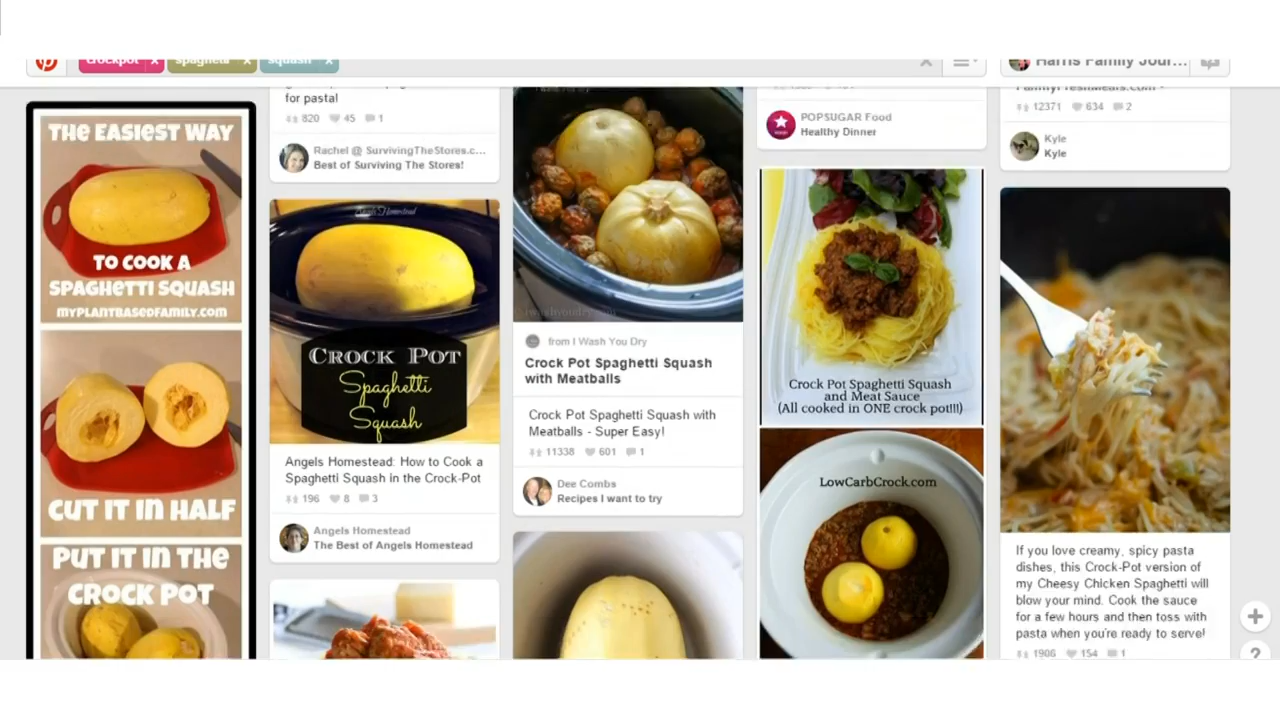 crockpot x
spaghetti x
squash x
Harris Family Jour...
THE EASIEST WAY
TO COOK A
SPAGHETTI SQUASH
MYPLANTBASEDFAMILY.COM
CUT IT IN HALF
PUT IT IN THE
CROCK POT
for pasta!
820 45 1
Rachel @ SurvivingTheStores.c...
Best of Surviving The Stores!
Angels Homestead
CROCK POT
Spaghetti
Squash
Angels Homestead: How to Cook a
Spaghetti Squash in the Crock-Pot
196 8 3
Angels Homestead
The Best of Angels Homestead
iwashyoudry.com
from I Wash You Dry
Crock Pot Spaghetti Squash
with Meatballs
Crock Pot Spaghetti Squash with
Meatballs - Super Easy!
11338 601 1
Dee Combs
Recipes I want to try
POPSUGAR Food
Healthy Dinner
Crock Pot Spaghetti Squash
and Meat Sauce
(All cooked in ONE crock pot!!!)
LowCarbCrock.com
FamilyFreshMeals.com
12371 634 2
Kyle
Kyle
If you love creamy, spicy pasta
dishes, this Crock-Pot version of
my Cheesy Chicken Spaghetti will
blow your mind. Cook the sauce
for a few hours and then toss with
pasta when you're ready to serve!
1906 154 1
+
?